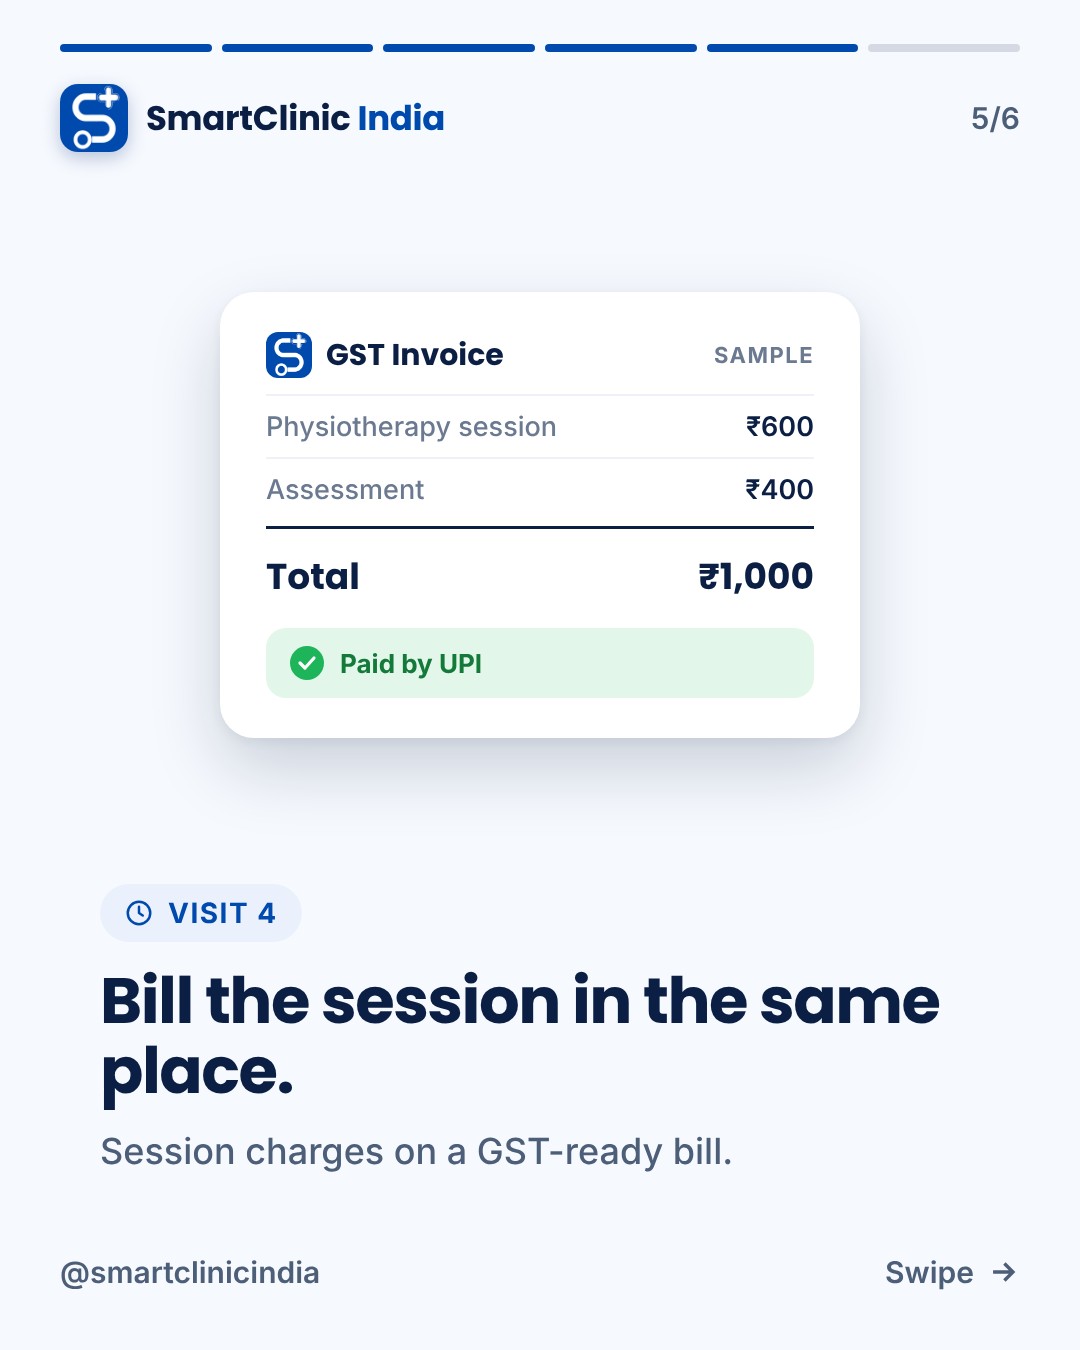 SmartClinic India
5/6
GST Invoice SAMPLE
Physiotherapy session ₹600
Assessment ₹400
Total ₹1,000
Paid by UPI
VISIT 4
Bill the session in the same
place.
Session charges on a GST-ready bill.
@smartclinicindia
Swipe →